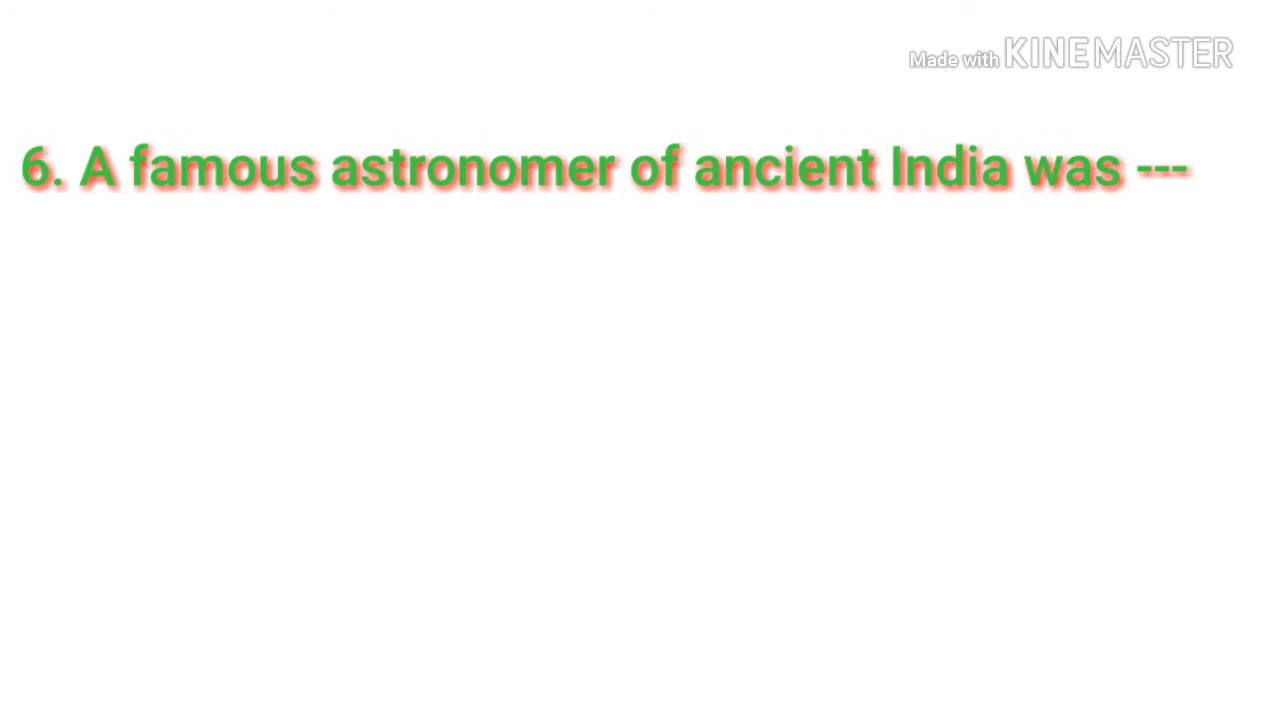 Made with KINEMASTER
6. A famous astronomer of ancient India was ---